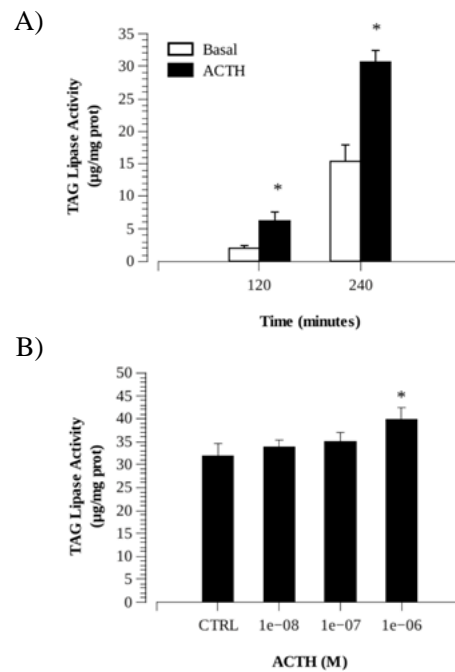 A)
TAG Lipase Activity
(µg/mg prot)
35
30
25
20
15
10
5
0
Basal
ACTH
*
*
120
240
Time (minutes)
B)
TAG Lipase Activity
(µg/mg prot)
50
45
40
35
30
25
20
15
10
5
0
*
CTRL
1e−08
1e−07
1e−06
ACTH (M)